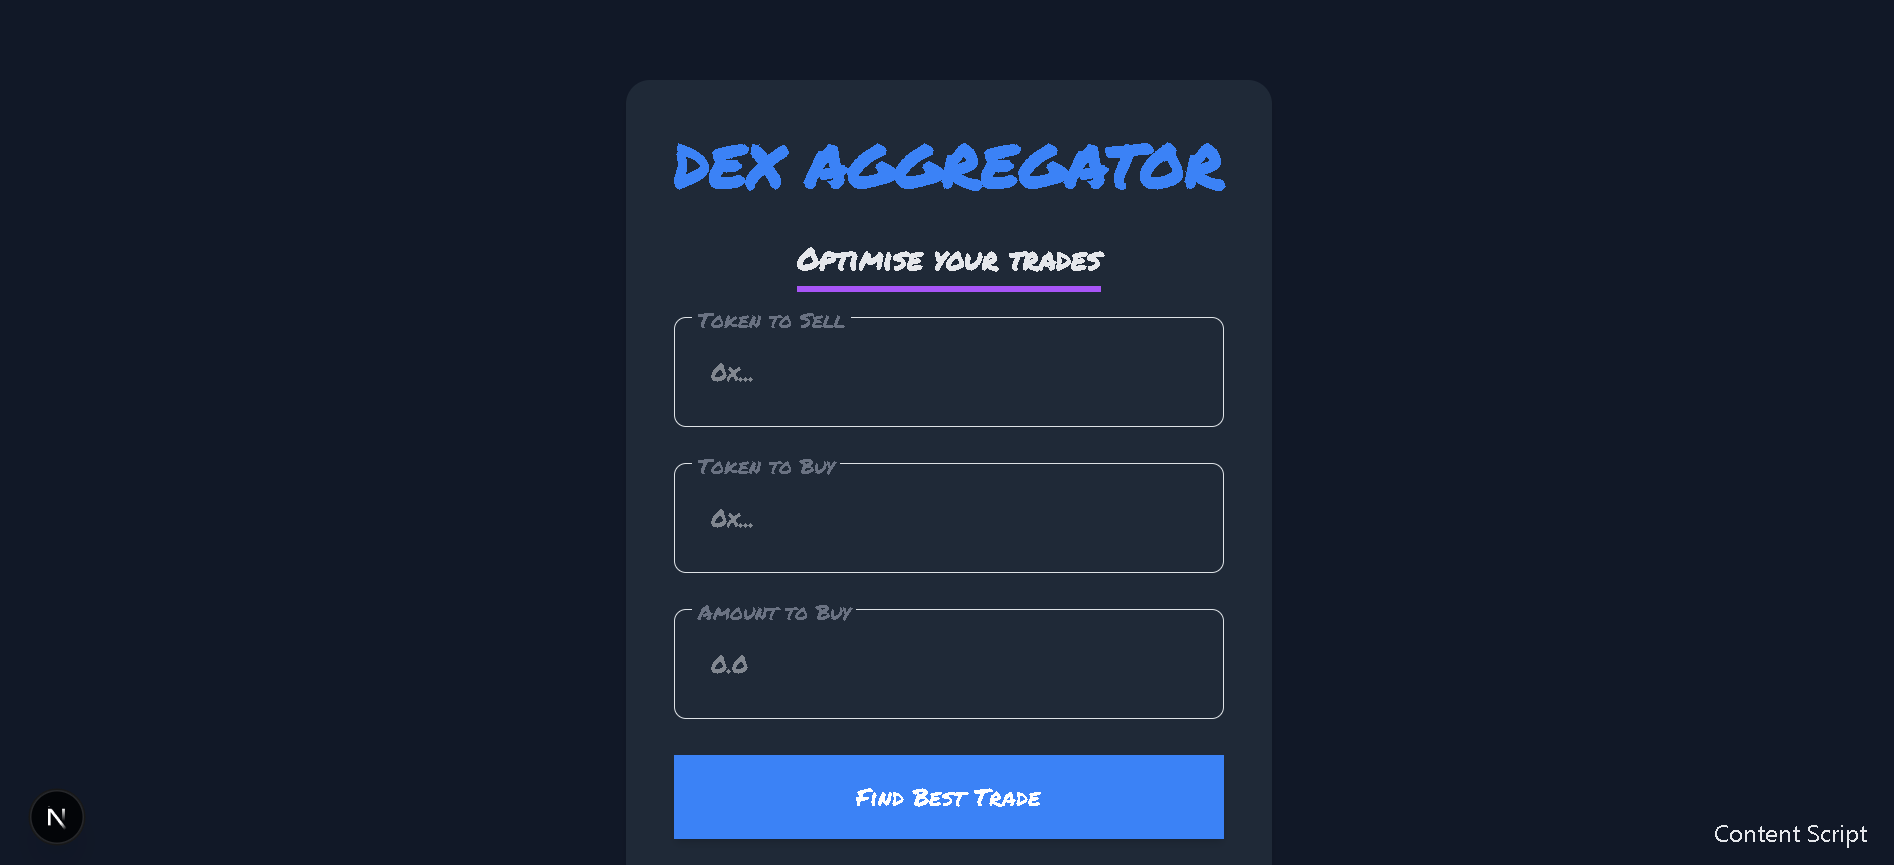 DEX AGGREGATOR
Optimise your trades
Token to Sell
0x...
Token to Buy
0x...
Amount to Buy
0.0
Find Best Trade
N
Content Script